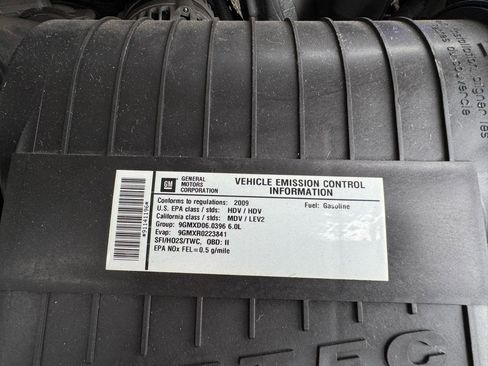 GM
GENERAL
MOTORS
CORPORATION
VEHICLE EMISSION CONTROL
INFORMATION
Conforms to regulations: 2009 Fuel: Gasoline
U.S. EPA class / stds: HDV / HDV
California class / stds: MDV / LEV2
Group: 9GMXD06.0396 6.0L
Evap: 9GMXR0223841
SFI/HO2S/TWC, OBD: II
EPA NOx FEL=0.5 g/mile